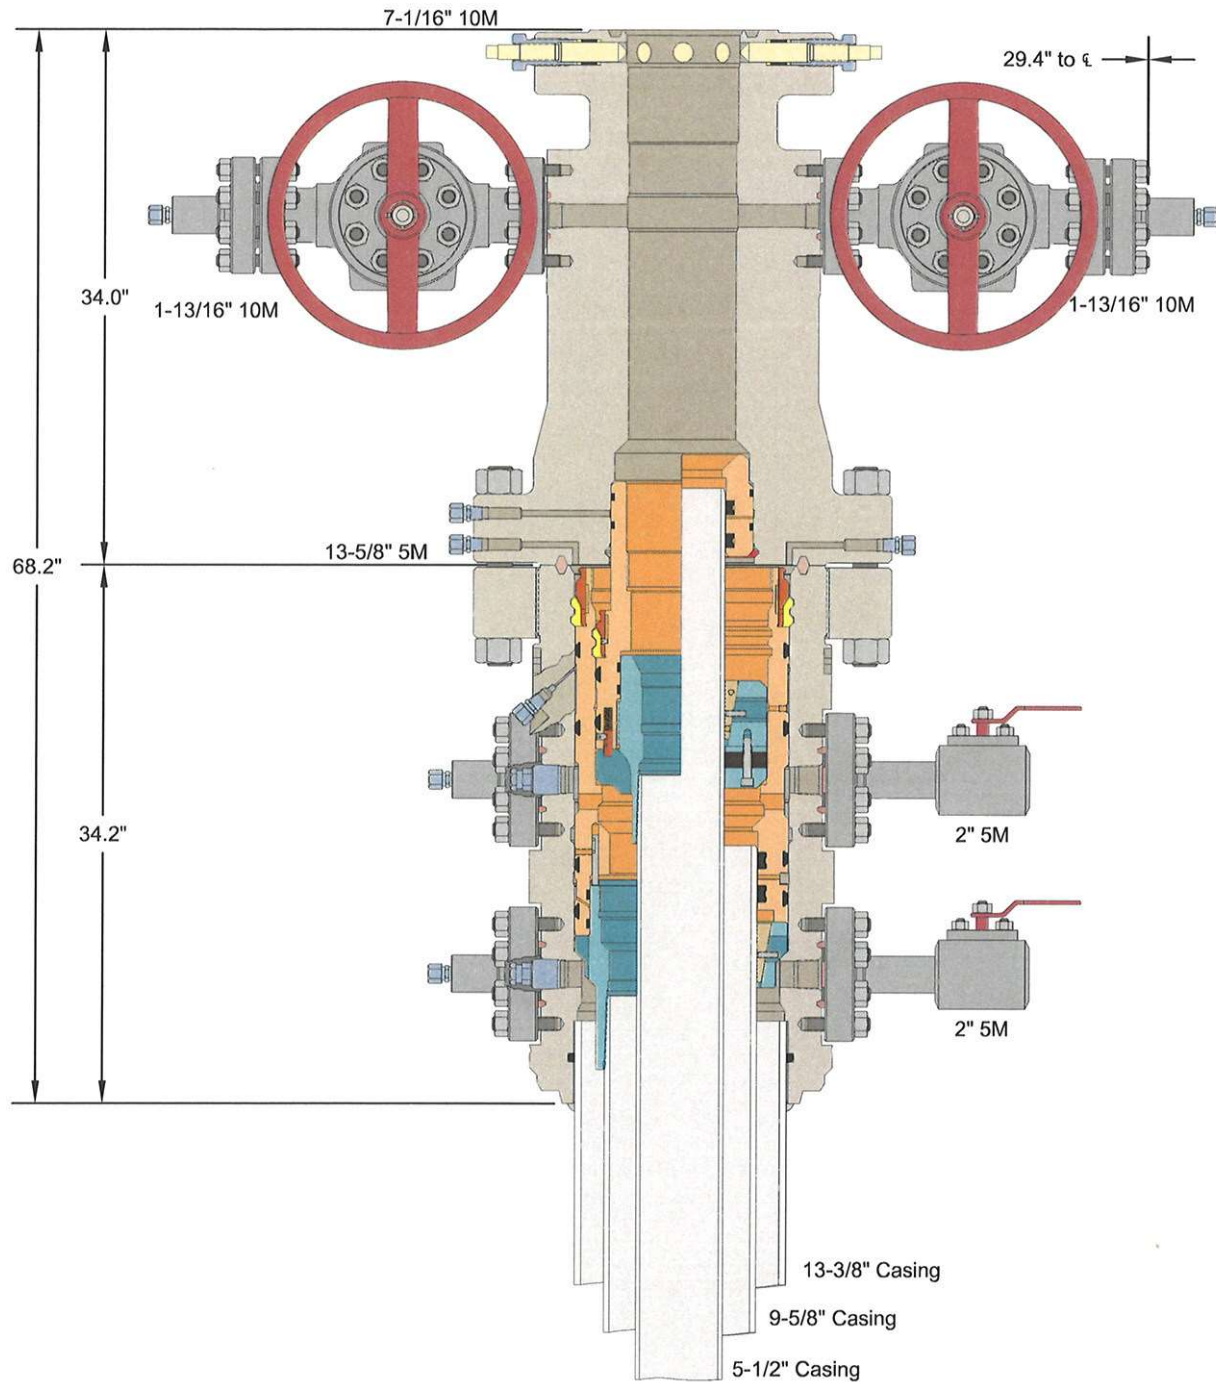 7-1/16" 10M
29.4" to ℄
34.0"
1-13/16" 10M
1-13/16" 10M
13-5/8" 5M
68.2"
34.2"
2" 5M
2" 5M
13-3/8" Casing
9-5/8" Casing
5-1/2" Casing